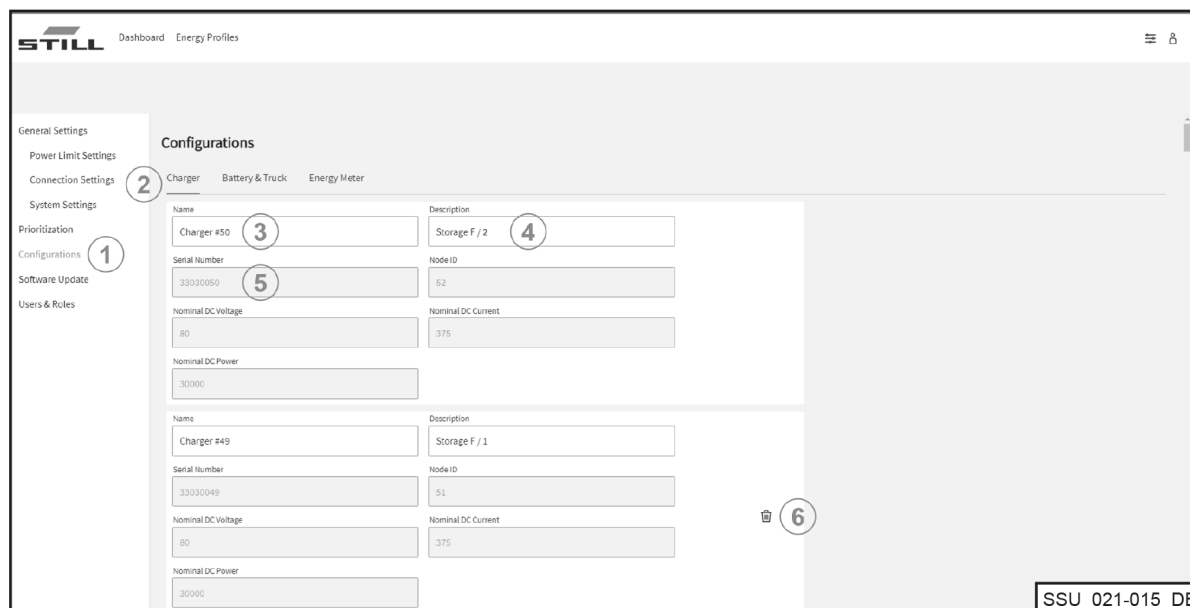 STILL Dashboard Energy Profiles
General Settings
Power Limit Settings
Connection Settings
System Settings
Prioritization
Configurations 1
Software Update
Users & Roles
Configurations
2 Charger Battery & Truck Energy Meter
Name Description
Charger #50 3 Storage F / 2 4
Serial Number Node ID
33030050 5 52
Nominal DC Voltage Nominal DC Current
80 375
Nominal DC Power
30000
Name Description
Charger #49 Storage F / 1
Serial Number Node ID
33030049 51
6
Nominal DC Voltage Nominal DC Current
80 375
Nominal DC Power
30000
SSU_021-015_DE